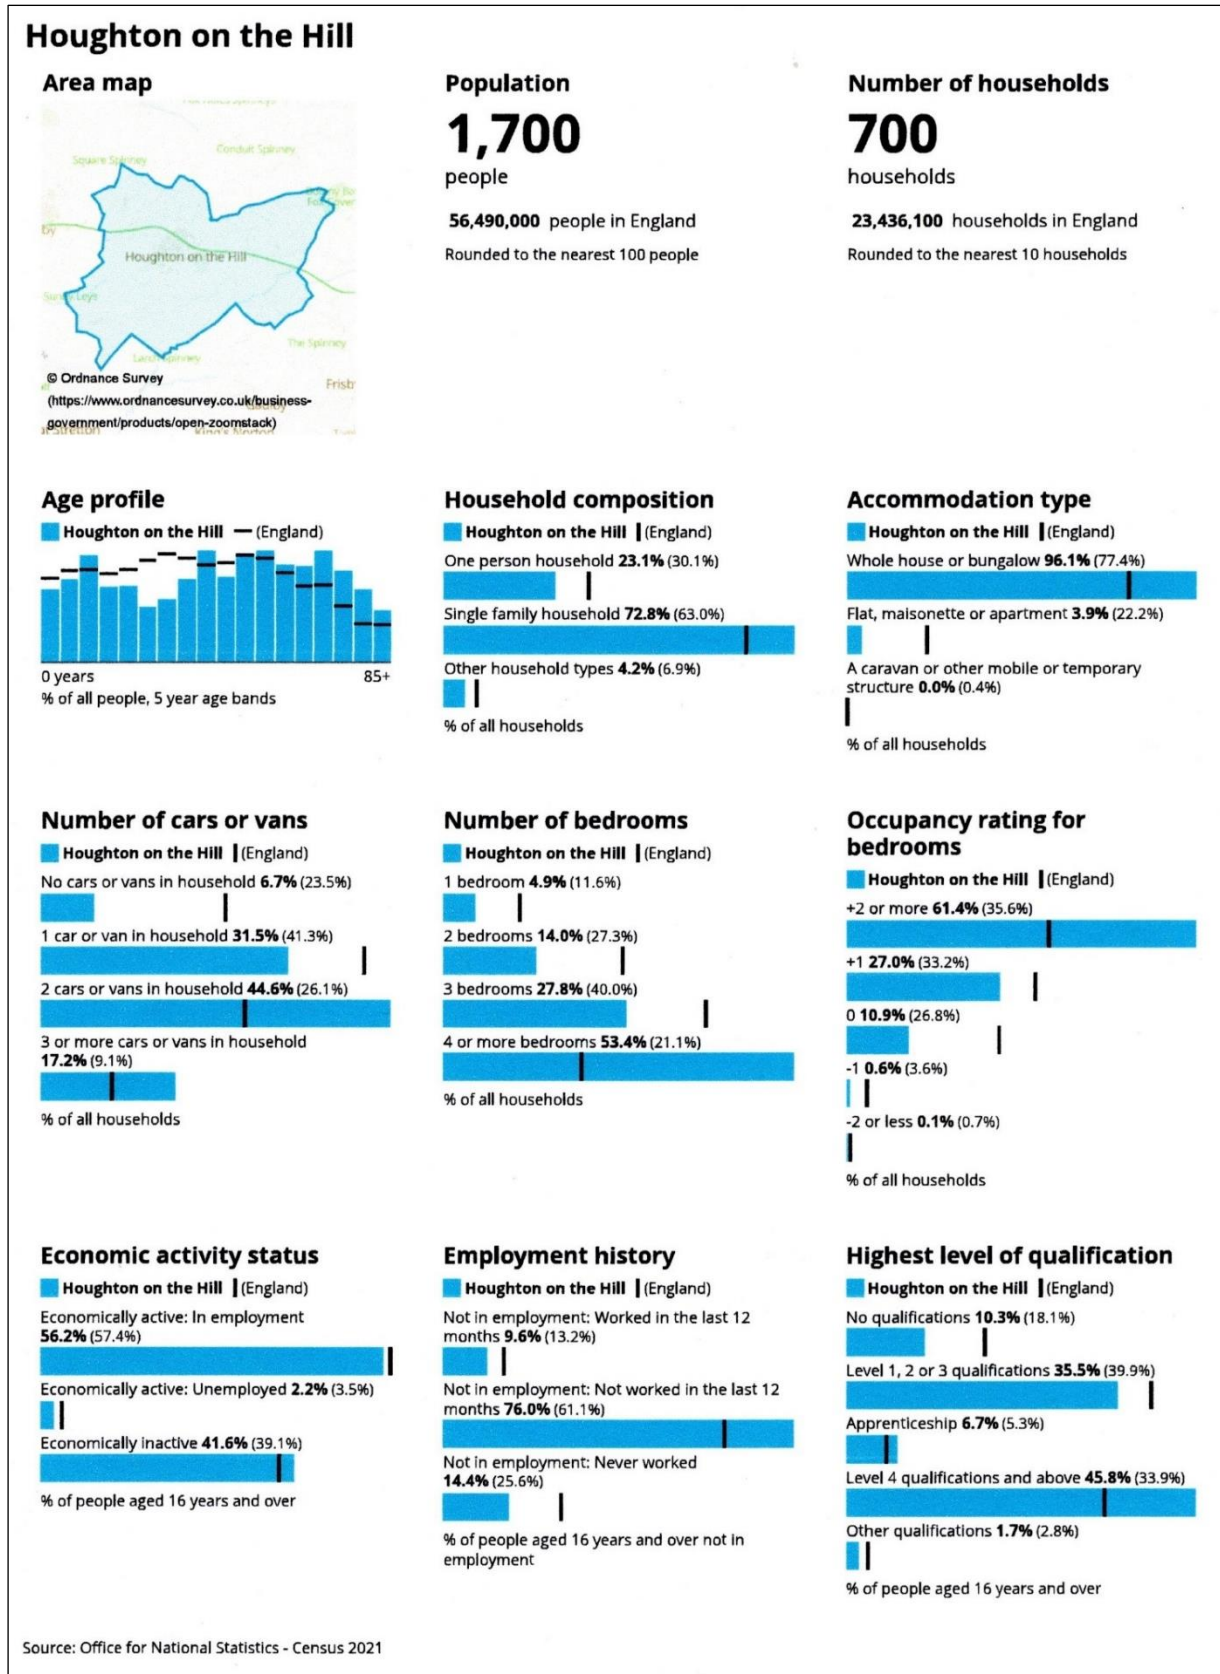 Houghton on the Hill
Area map
Square Spinney
Conduit Spinney
Houghton on the Hill
The Spinney
© Ordnance Survey
(https://www.ordnancesurvey.co.uk/business-
government/products/open-zoomstack)
Population
1,700
people
56,490,000 people in England
Rounded to the nearest 100 people
Number of households
700
households
23,436,100 households in England
Rounded to the nearest 10 households
Age profile
Houghton on the Hill (England)
0 years 85+
% of all people, 5 year age bands
Household composition
Houghton on the Hill (England)
One person household 23.1% (30.1%)
Single family household 72.8% (63.0%)
Other household types 4.2% (6.9%)
% of all households
Accommodation type
Houghton on the Hill (England)
Whole house or bungalow 96.1% (77.4%)
Flat, maisonette or apartment 3.9% (22.2%)
A caravan or other mobile or temporary
structure 0.0% (0.4%)
% of all households
Number of cars or vans
Houghton on the Hill (England)
No cars or vans in household 6.7% (23.5%)
1 car or van in household 31.5% (41.3%)
2 cars or vans in household 44.6% (26.1%)
3 or more cars or vans in household
17.2% (9.1%)
% of all households
Number of bedrooms
Houghton on the Hill (England)
1 bedroom 4.9% (11.6%)
2 bedrooms 14.0% (27.3%)
3 bedrooms 27.8% (40.0%)
4 or more bedrooms 53.4% (21.1%)
% of all households
Occupancy rating for
bedrooms
Houghton on the Hill (England)
+2 or more 61.4% (35.6%)
+1 27.0% (33.2%)
0 10.9% (26.8%)
-1 0.6% (3.6%)
-2 or less 0.1% (0.7%)
% of all households
Economic activity status
Houghton on the Hill (England)
Economically active: In employment
56.2% (57.4%)
Economically active: Unemployed 2.2% (3.5%)
Economically inactive 41.6% (39.1%)
% of people aged 16 years and over
Employment history
Houghton on the Hill (England)
Not in employment: Worked in the last 12
months 9.6% (13.2%)
Not in employment: Not worked in the last 12
months 76.0% (61.1%)
Not in employment: Never worked
14.4% (25.6%)
% of people aged 16 years and over not in
employment
Highest level of qualification
Houghton on the Hill (England)
No qualifications 10.3% (18.1%)
Level 1, 2 or 3 qualifications 35.5% (39.9%)
Apprenticeship 6.7% (5.3%)
Level 4 qualifications and above 45.8% (33.9%)
Other qualifications 1.7% (2.8%)
% of people aged 16 years and over
Source: Office for National Statistics - Census 2021